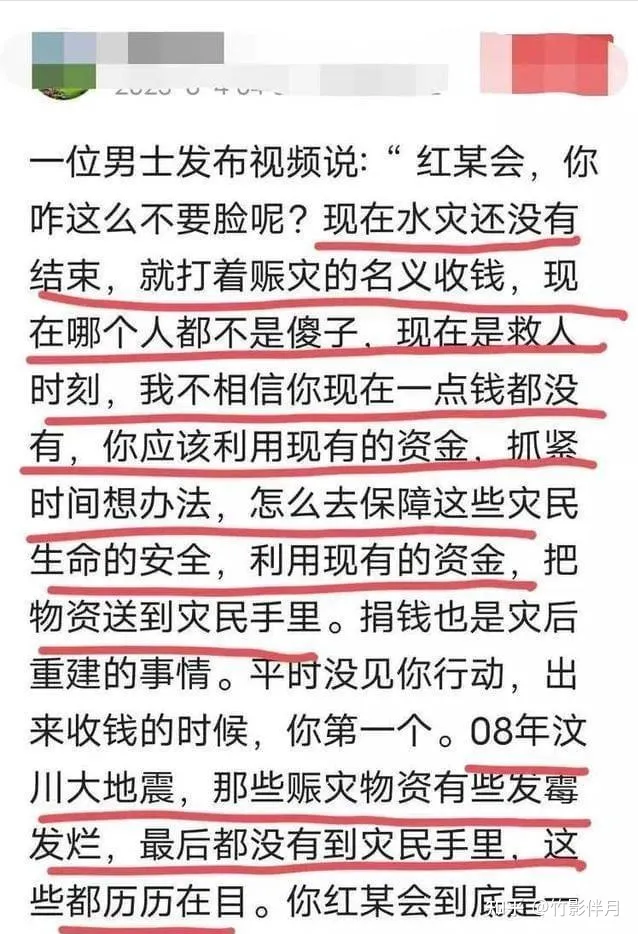 一位男士发布视频说：“红某会，你
咋这么不要脸呢？现在水灾还没有
结束，就打着赈灾的名义收钱，现
在哪个人都不是傻子，现在是救人
时刻，我不相信你现在一点钱都没
有，你应该利用现有的资金，抓紧
时间想办法，怎么去保障这些灾民
生命的安全，利用现有的资金，把
物资送到灾民手里。捐钱也是灾后
重建的事情。平时没见你行动，出
来收钱的时候，你第一个。08年汶
川大地震，那些赈灾物资有些发霉
发烂，最后都没有到灾民手里，这
些都历历在目。你红某会到底是一
知乎 @竹影伴月